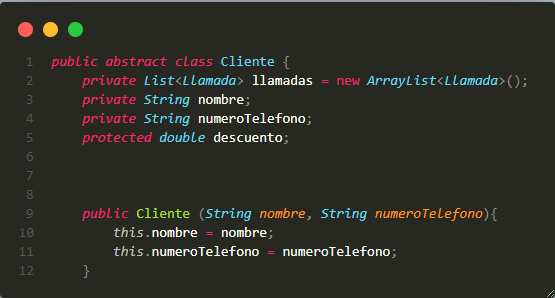 1 public abstract class Cliente {
2 private List<Llamada> llamadas = new ArrayList<Llamada>();
3 private String nombre;
4 private String numeroTelefono;
5 protected double descuento;
6
7
8
9 public Cliente (String nombre, String numeroTelefono){
10 this.nombre = nombre;
11 this.numeroTelefono = numeroTelefono;
12 }